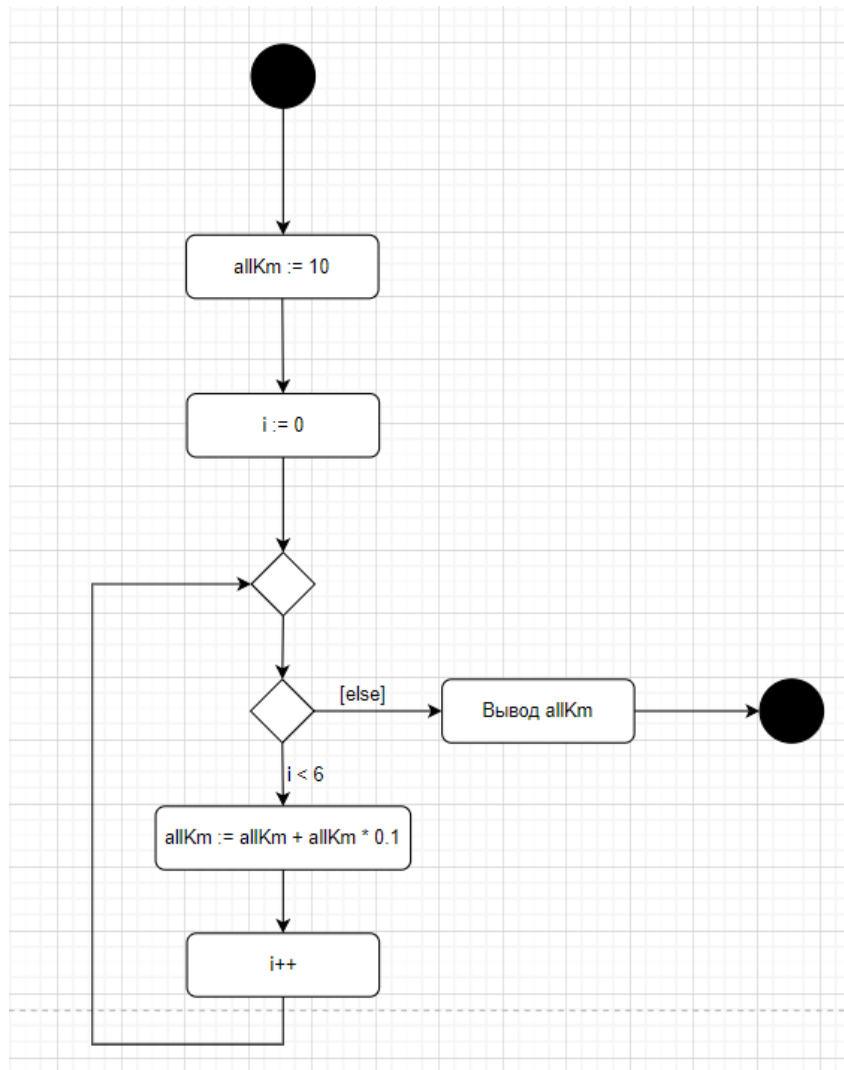 allKm := 10
i := 0
[else]
Вывод allKm
i < 6
allKm := allKm + allKm * 0.1
i++